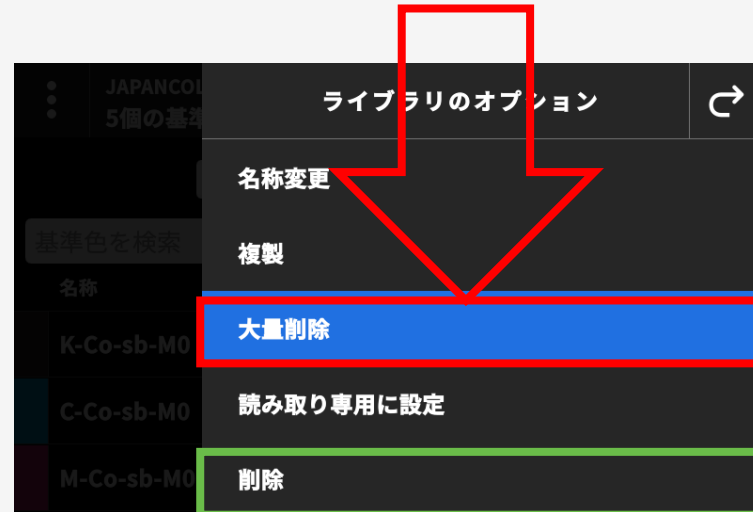 JAPANCOL
5個の基準
ライブラリのオプション
名称変更
基準色を検索
複製
名称
大量削除
K-Co-sb-M0
読み取り専用に設定
C-Co-sb-M0
M-Co-sb-M0
削除